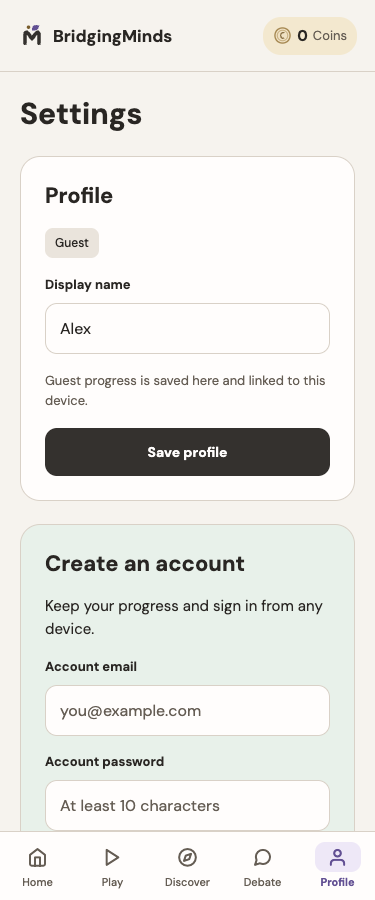 BridgingMinds
0 Coins
Settings
Profile
Guest
Display name
Alex
Guest progress is saved here and linked to this
device.
Save profile
Create an account
Keep your progress and sign in from any
device.
Account email
you@example.com
Account password
At least 10 characters
Home
Play
Discover
Debate
Profile